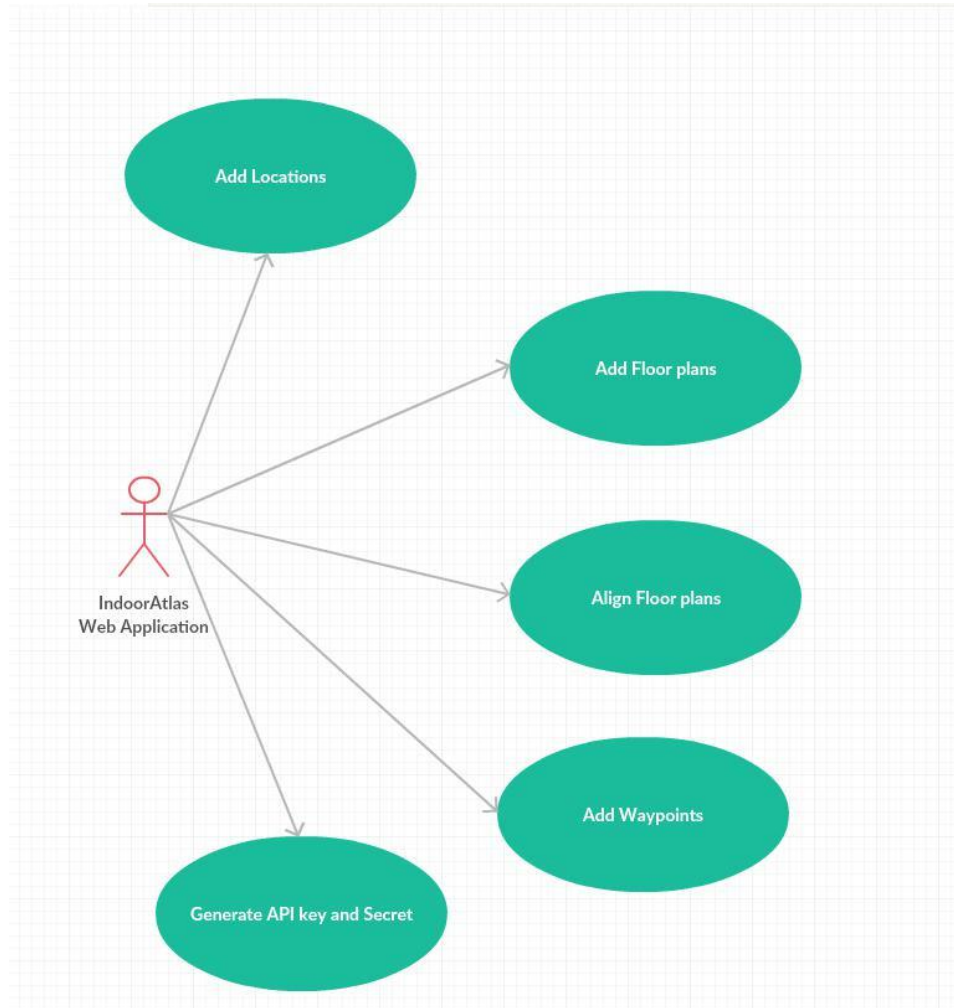 Add Locations
Add Floor plans
Align Floor plans
IndoorAtlas
Web Application
Add Waypoints
Generate API key and Secret